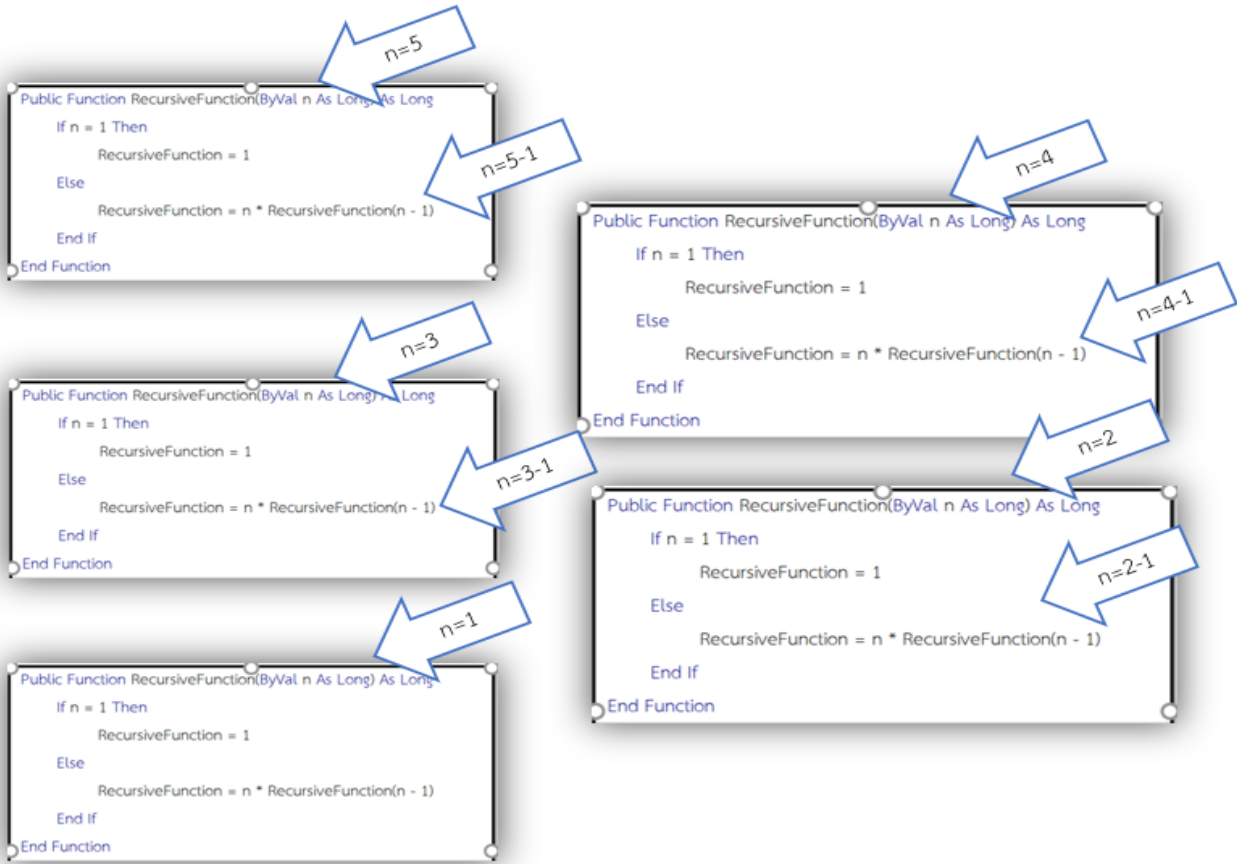 n=5
Public Function RecursiveFunction(ByVal n As Long) As Long
If n = 1 Then
RecursiveFunction = 1
n=5-1
Else
RecursiveFunction = n * RecursiveFunction(n - 1)
End If
End Function
n=4
Public Function RecursiveFunction(ByVal n As Long) As Long
If n = 1 Then
RecursiveFunction = 1
n=4-1
Else
RecursiveFunction = n * RecursiveFunction(n - 1)
End If
End Function
n=3
Public Function RecursiveFunction(ByVal n As Long) As Long
If n = 1 Then
RecursiveFunction = 1
n=3-1
Else
RecursiveFunction = n * RecursiveFunction(n - 1)
End If
End Function
n=2
Public Function RecursiveFunction(ByVal n As Long) As Long
If n = 1 Then
RecursiveFunction = 1
n=2-1
Else
RecursiveFunction = n * RecursiveFunction(n - 1)
End If
End Function
n=1
Public Function RecursiveFunction(ByVal n As Long) As Long
If n = 1 Then
RecursiveFunction = 1
Else
RecursiveFunction = n * RecursiveFunction(n - 1)
End If
End Function